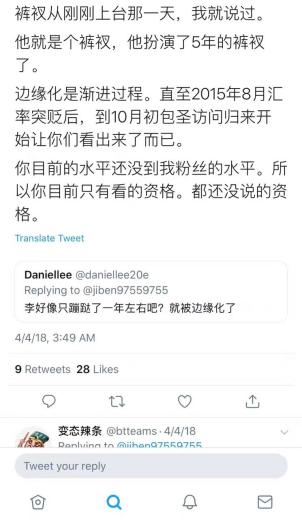 裤衩从刚刚上台那一天，我就说过。
他就是个裤衩，他扮演了5年的裤衩
了。
边缘化是渐进过程。直至2015年8月汇
率突贬后，到10月初包圣访问归来开
始让你们看出来了而已。
你目前的水平还没到我粉丝的水平。所
以你目前只有看的资格。都还没说的资
格。
Translate Tweet
Daniellee @daniellee20e
Replying to @jiben97559755
李好像只蹦跶了一年左右吧？就被边缘化了
4/4/18, 3:49 AM
9 Retweets 28 Likes
变态辣条 @btteams · 4/4/18
Replying to @jiben97559755
Tweet your reply